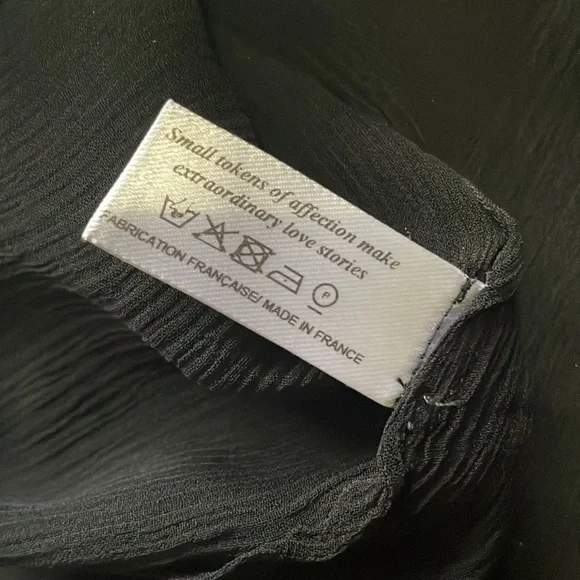 Small tokens of affection make
extraordinary love stories
P
FABRICATION FRANÇAISE/ MADE IN FRANCE